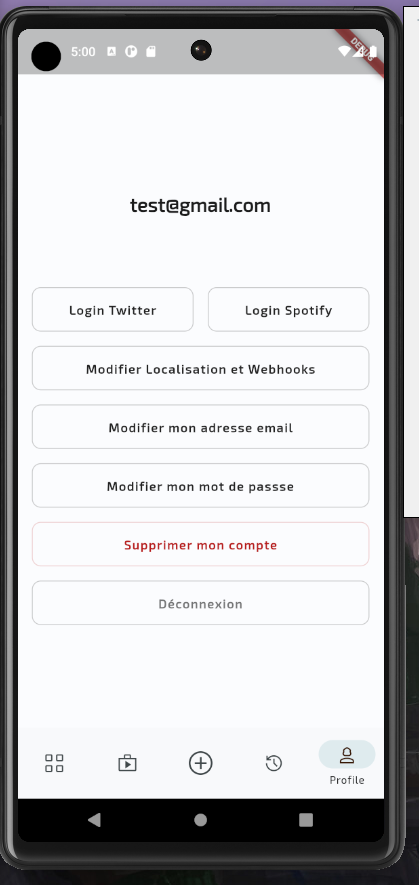 5:00
DEBUG
test@gmail.com
Login Twitter
Login Spotify
Modifier Localisation et Webhooks
Modifier mon adresse email
Modifier mon mot de passse
Supprimer mon compte
Déconnexion
Profile